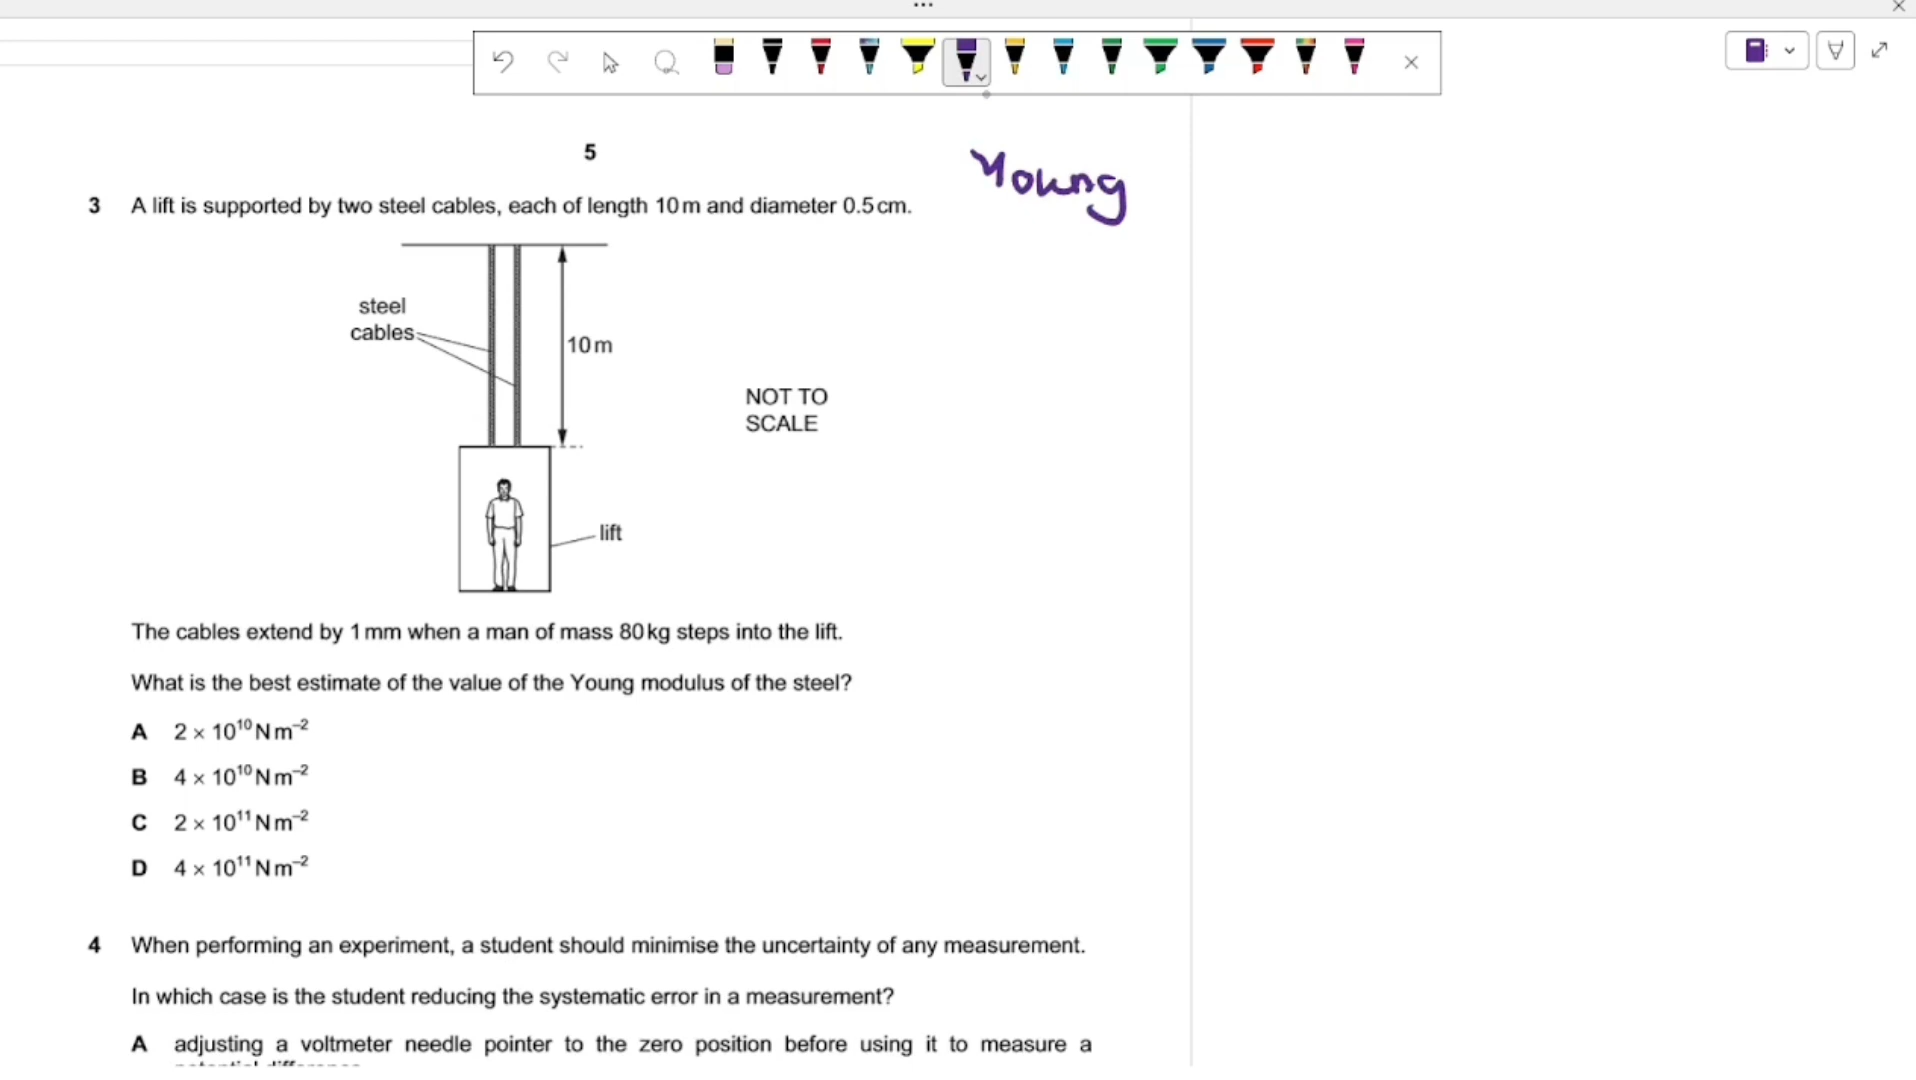 5
Young
3 A lift is supported by two steel cables, each of length 10 m and diameter 0.5 cm.
steel
cables
10 m
NOT TO
SCALE
lift
The cables extend by 1 mm when a man of mass 80 kg steps into the lift.
What is the best estimate of the value of the Young modulus of the steel?
A 2 × 10¹⁰ N m⁻²
B 4 × 10¹⁰ N m⁻²
C 2 × 10¹¹ N m⁻²
D 4 × 10¹¹ N m⁻²
4 When performing an experiment, a student should minimise the uncertainty of any measurement.
In which case is the student reducing the systematic error in a measurement?
A adjusting a voltmeter needle pointer to the zero position before using it to measure a